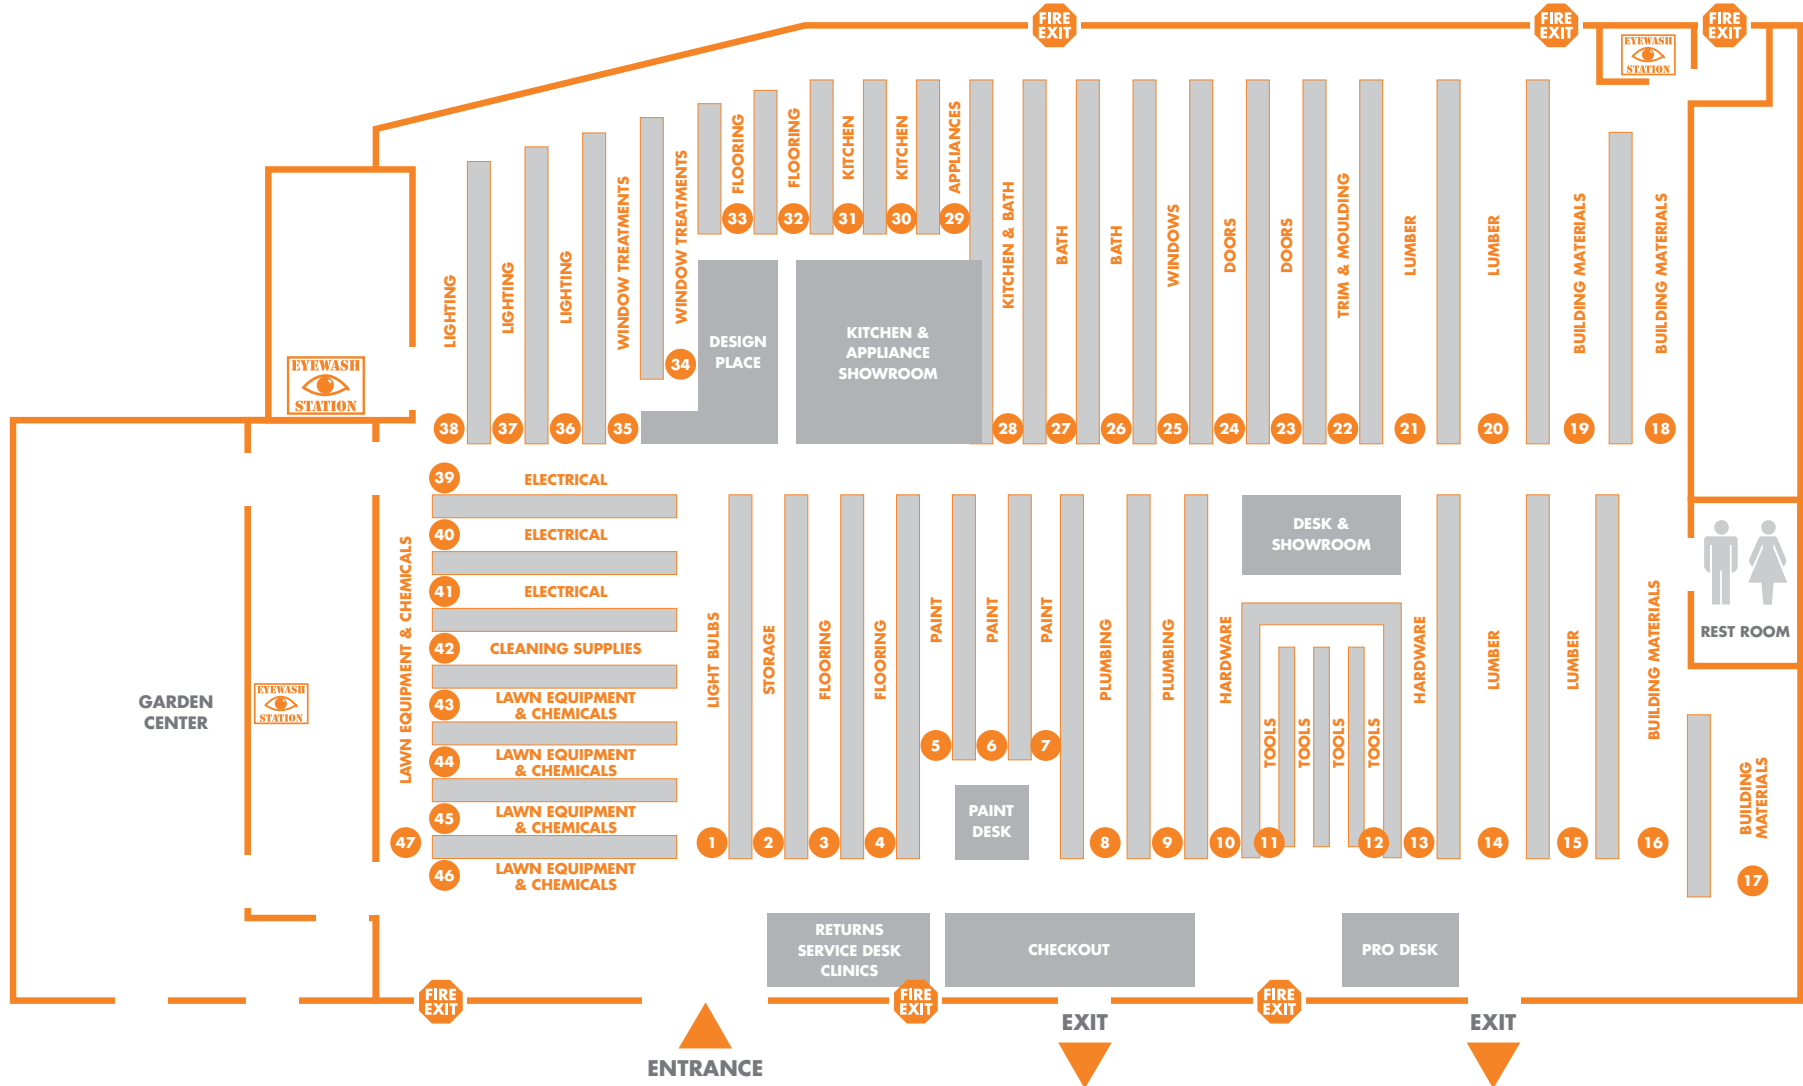 FIRE
EXIT
FIRE
EXIT
FIRE
EXIT
EYEWASH
STATION
LIGHTING
38
LIGHTING
37
LIGHTING
36
WINDOW TREATMENTS
35
WINDOW TREATMENTS
34
FLOORING
33
FLOORING
32
KITCHEN
31
KITCHEN
30
APPLIANCES
29
KITCHEN & BATH
28
BATH
27
BATH
26
WINDOWS
25
DOORS
24
DOORS
23
TRIM & MOULDING
22
LUMBER
21
LUMBER
20
BUILDING MATERIALS
19
BUILDING MATERIALS
18
DESIGN
PLACE
KITCHEN &
APPLIANCE
SHOWROOM
EYEWASH
STATION
39
ELECTRICAL
40
ELECTRICAL
41
ELECTRICAL
42
CLEANING SUPPLIES
43
LAWN EQUIPMENT
& CHEMICALS
44
LAWN EQUIPMENT
& CHEMICALS
45
LAWN EQUIPMENT
& CHEMICALS
46
LAWN EQUIPMENT
& CHEMICALS
LAWN EQUIPMENT & CHEMICALS
47
GARDEN
CENTER
EYEWASH
STATION
LIGHT BULBS
1
STORAGE
2
FLOORING
3
FLOORING
4
PAINT
5
PAINT
6
PAINT
7
PAINT
DESK
PLUMBING
8
PLUMBING
9
HARDWARE
10
DESK &
SHOWROOM
TOOLS
11
TOOLS
TOOLS
TOOLS
12
HARDWARE
13
LUMBER
14
LUMBER
15
BUILDING MATERIALS
16
BUILDING
MATERIALS
17
REST ROOM
RETURNS
SERVICE DESK
CLINICS
CHECKOUT
PRO DESK
FIRE
EXIT
FIRE
EXIT
FIRE
EXIT
ENTRANCE
EXIT
EXIT